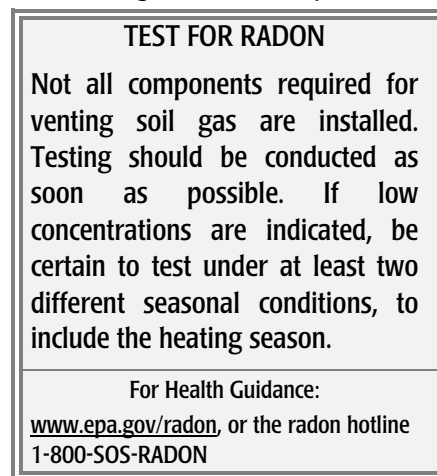 TEST FOR RADON
Not all components required for
venting soil gas are installed.
Testing should be conducted as
soon as possible. If low
concentrations are indicated, be
certain to test under at least two
different seasonal conditions, to
include the heating season.
For Health Guidance:
www.epa.gov/radon, or the radon hotline
1-800-SOS-RADON